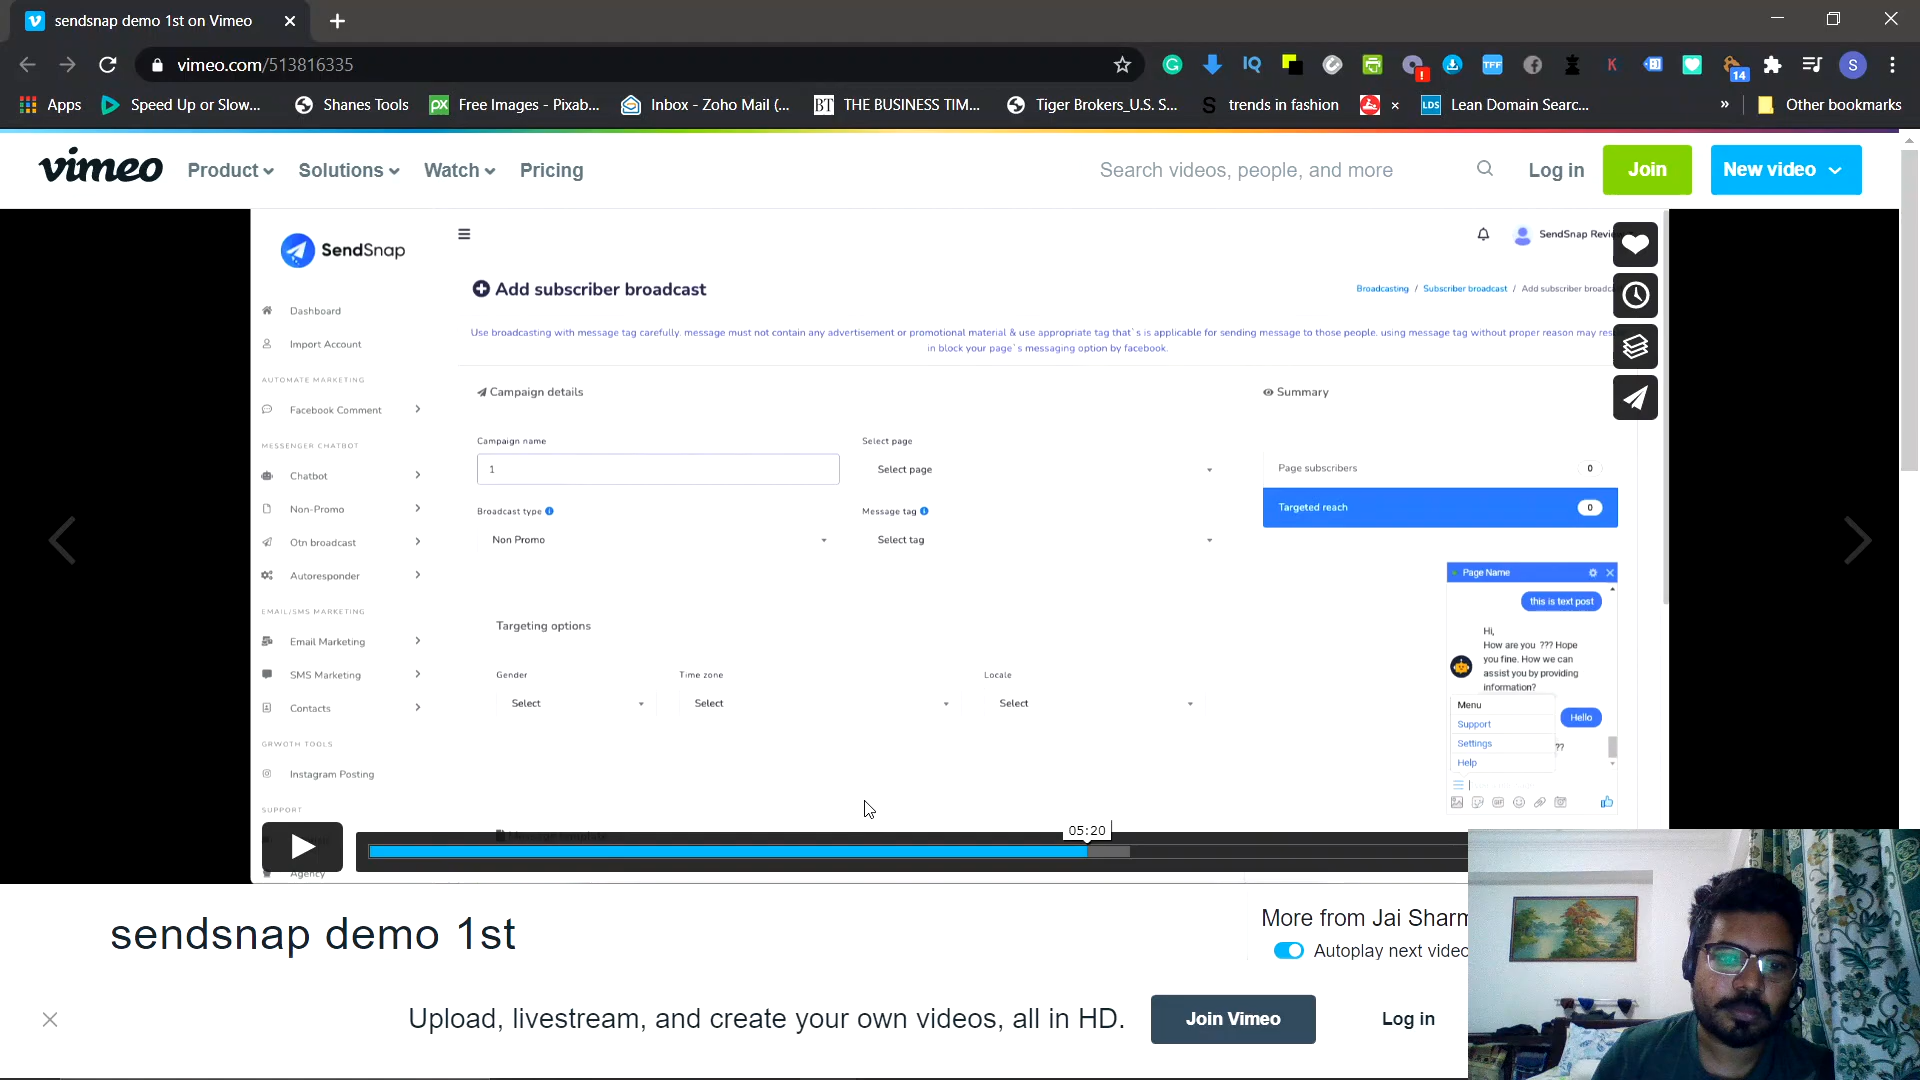 sendsnap demo 1st on Vimeo
vimeo.com/513816335
14
S
Apps
Speed Up or Slow...
Shanes Tools
Free Images - Pixab...
Inbox - Zoho Mail (...
THE BUSINESS TIM...
Tiger Brokers_U.S. S...
trends in fashion
Lean Domain Searc...
Other bookmarks
vimeo
Product
Solutions
Watch
Pricing
Search videos, people, and more
Log in
Join
New video
SendSnap
SendSnap Revie
Add subscriber broadcast
Broadcasting / Subscriber broadcast / Add subscriber broadc
Use broadcasting with message tag carefully. message must not contain any advertisement or promotional material & use appropriate tag that`s is applicable for sending message to those people. using message tag without proper reason may res
in block your page`s messaging option by facebook.
Dashboard
Import Account
AUTOMATE MARKETING
Facebook Comment
MESSENGER CHATBOT
Chatbot
Non-Promo
Otn broadcast
Autoresponder
EMAIL/SMS MARKETING
Email Marketing
SMS Marketing
Contacts
GRWOTH TOOLS
Instagram Posting
SUPPORT
Agency
Campaign details
Campaign name
1
Select page
Select page
Broadcast type
Non Promo
Message tag
Select tag
Targeting options
Gender
Select
Time zone
Select
Locale
Select
Summary
Page subscribers 0
Targeted reach 0
Page Name
this is text post
Hi,
How are you ??? Hope
you fine. How we can
assist you by providing
information?
Menu
Support
Settings
Help
Hello
??
05:20
sendsnap demo 1st
More from Jai Sharm
Autoplay next video
Upload, livestream, and create your own videos, all in HD.
Join Vimeo
Log in